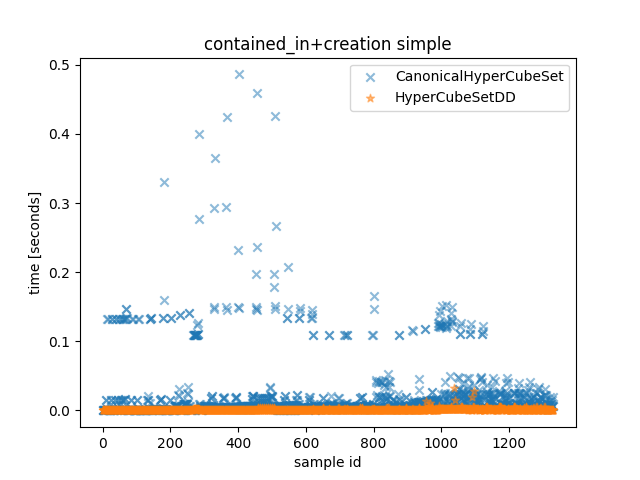 contained_in+creation simple
CanonicalHyperCubeSet
HyperCubeSetDD
time [seconds]
0.5
0.4
0.3
0.2
0.1
0.0
0 200 400 600 800 1000 1200
sample id